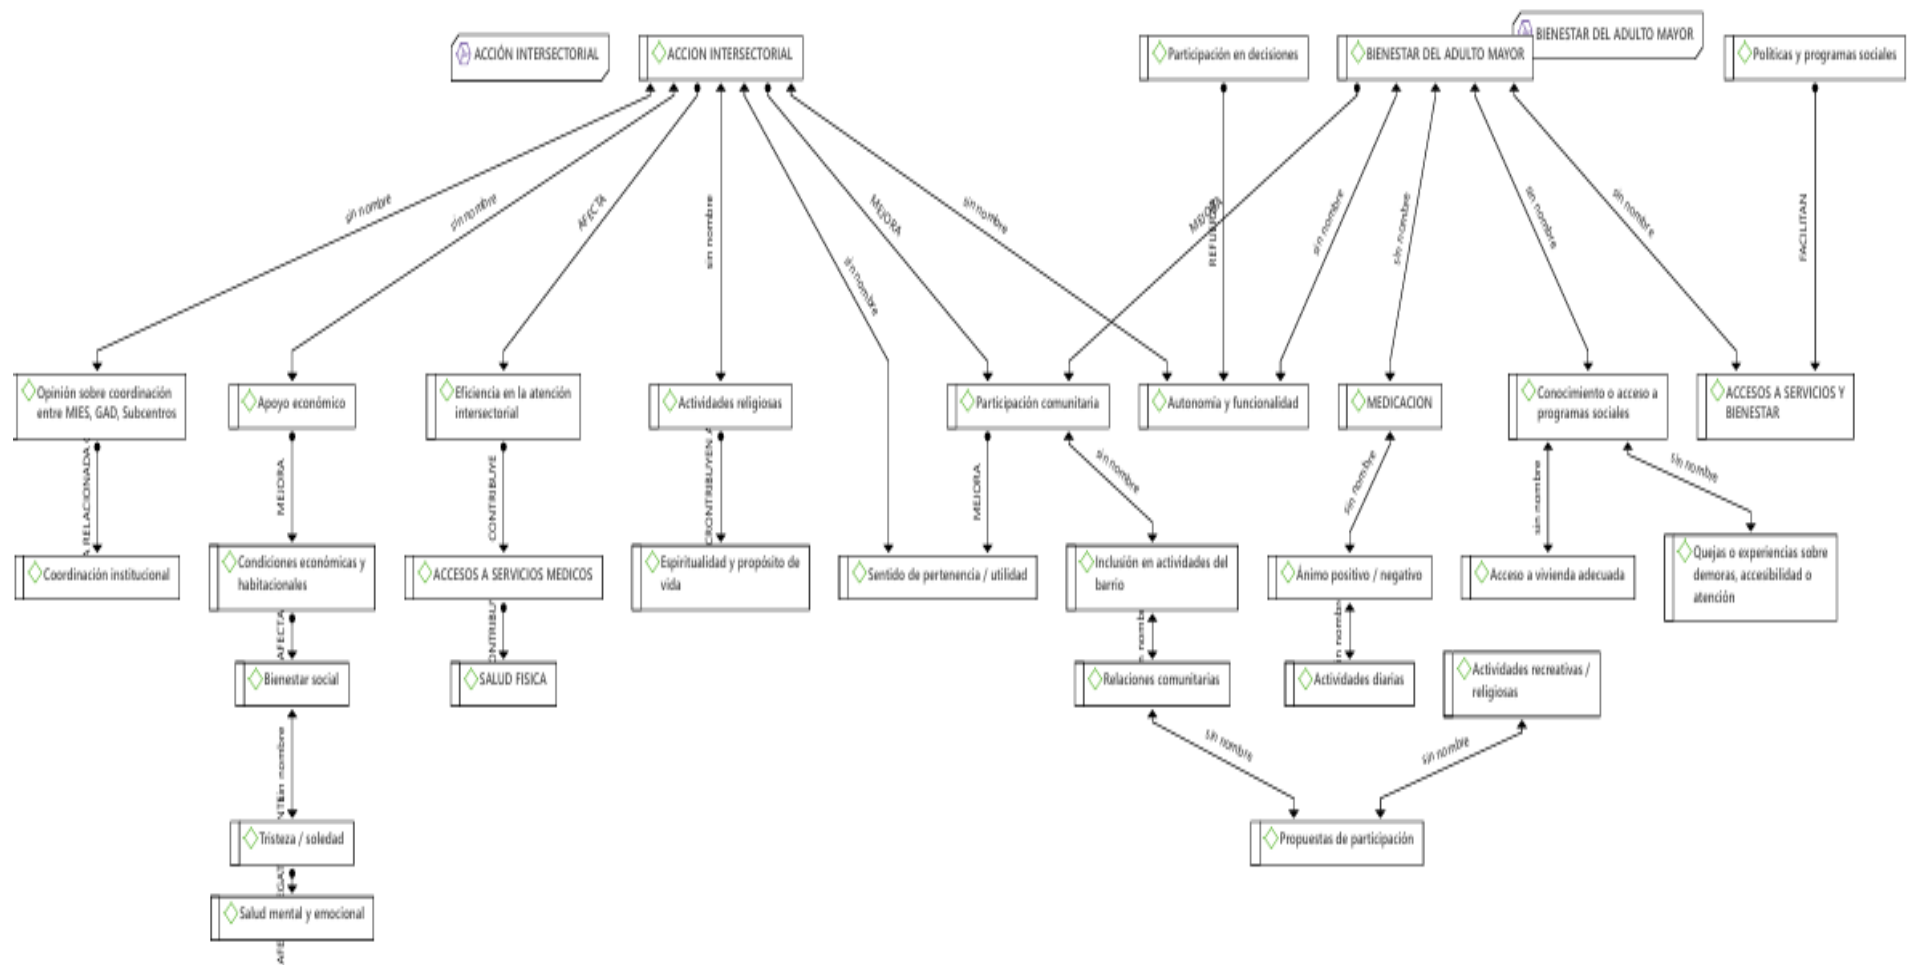 ACCIÓN INTERSECTORIAL
ACCION INTERSECTORIAL
Participación en decisiones
BIENESTAR DEL ADULTO MAYOR
BIENESTAR DEL ADULTO MAYOR
Políticas y programas sociales
sin nombre
sin nombre
AFECTA
sin nombre
sin nombre
MEJORA
sin nombre
MEJORA
sin nombre
sin nombre
sin nombre
sin nombre
FACILITAN
Opinión sobre coordinación
entre MIES, GAD, Subcentros
Apoyo económico
Eficiencia en la atención
intersectorial
Actividades religiosas
Participación comunitaria
Autonomía y funcionalidad
MEDICACION
Conocimiento o acceso a
programas sociales
ACCESOS A SERVICIOS Y
BIENESTAR
RELACIONADA
MEJORA
CONTRIBUYE
CONTRIBUYEN A
MEJORA
sin nombre
sin nombre
sin nombre
sin nombre
Coordinación institucional
Condiciones económicas y
habitacionales
ACCESOS A SERVICIOS MEDICOS
Espiritualidad y propósito de
vida
Sentido de pertenencia / utilidad
Inclusión en actividades del
barrio
Ánimo positivo / negativo
Acceso a vivienda adecuada
Quejas o experiencias sobre
demoras, accesibilidad o
atención
AFECTA
Bienestar social
SALUD FISICA
Relaciones comunitarias
Actividades diarias
Actividades recreativas /
religiosas
sin nombre
sin nombre
sin nombre
Tristeza / soledad
Propuestas de participación
Salud mental y emocional